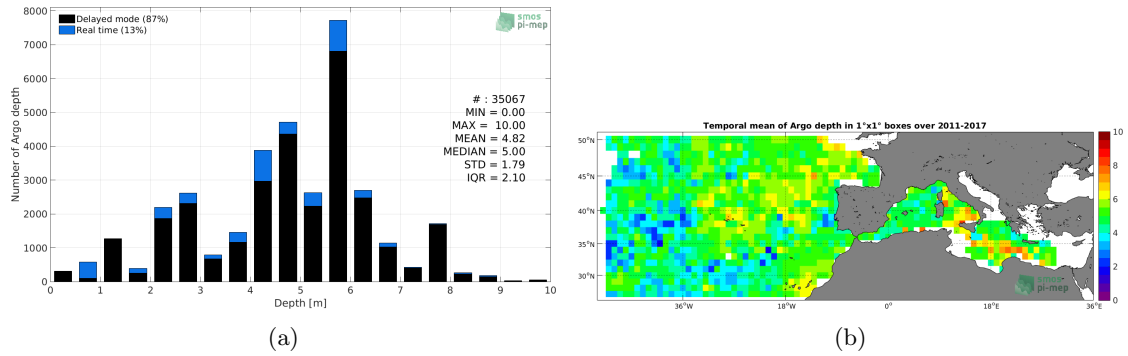 Delayed mode (87%)
Real time (13%)
smos
pi-mep
8000
7000
6000
5000
4000
3000
2000
1000
0
Number of Argo depth
# : 35067
MIN = 0.00
MAX = 10.00
MEAN = 4.82
MEDIAN = 5.00
STD = 1.79
IQR = 2.10
0 1 2 3 4 5 6 7 8 9 10
Depth [m]
(a)
Temporal mean of Argo depth in 1°x1° boxes over 2011-2017
50°N
45°N
40°N
35°N
30°N
36°W 18°W 0° 18°E 36°E
smos
pi-mep
10
8
6
4
2
0
(b)